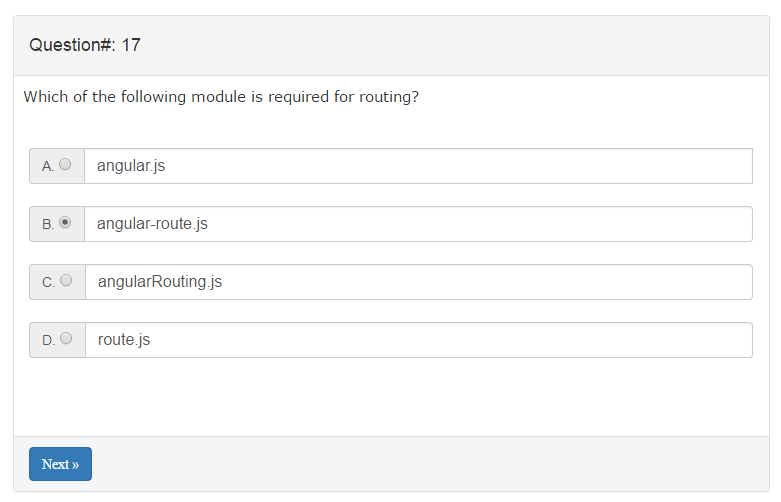 Question#: 17
Which of the following module is required for routing?
A. angular.js
B. angular-route.js
C. angularRouting.js
D. route.js
Next »